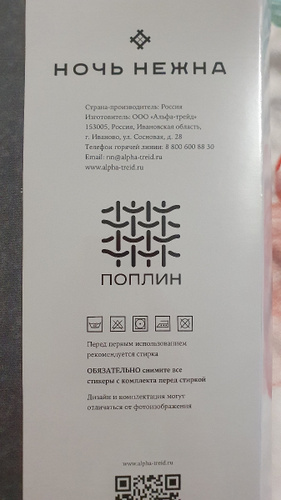 НОЧЬ НЕЖНА
Страна-производитель: Россия
Изготовитель: ООО «Альфа-трейд»
153005, Россия, Ивановская область,
г. Иваново, ул. Сосновая, д. 28
Телефон горячей линии: 8 800 600 88 30
Email: nn@alpha-treid.ru
www.alpha-treid.ru
ПОПЛИН
Перед первым использованием
рекомендуется стирка
ОБЯЗАТЕЛЬНО снимите все
стикеры с комплекта перед стиркой
Дизайн и комплектация могут
отличаться от фотоизображения
www.alpha-treid.ru